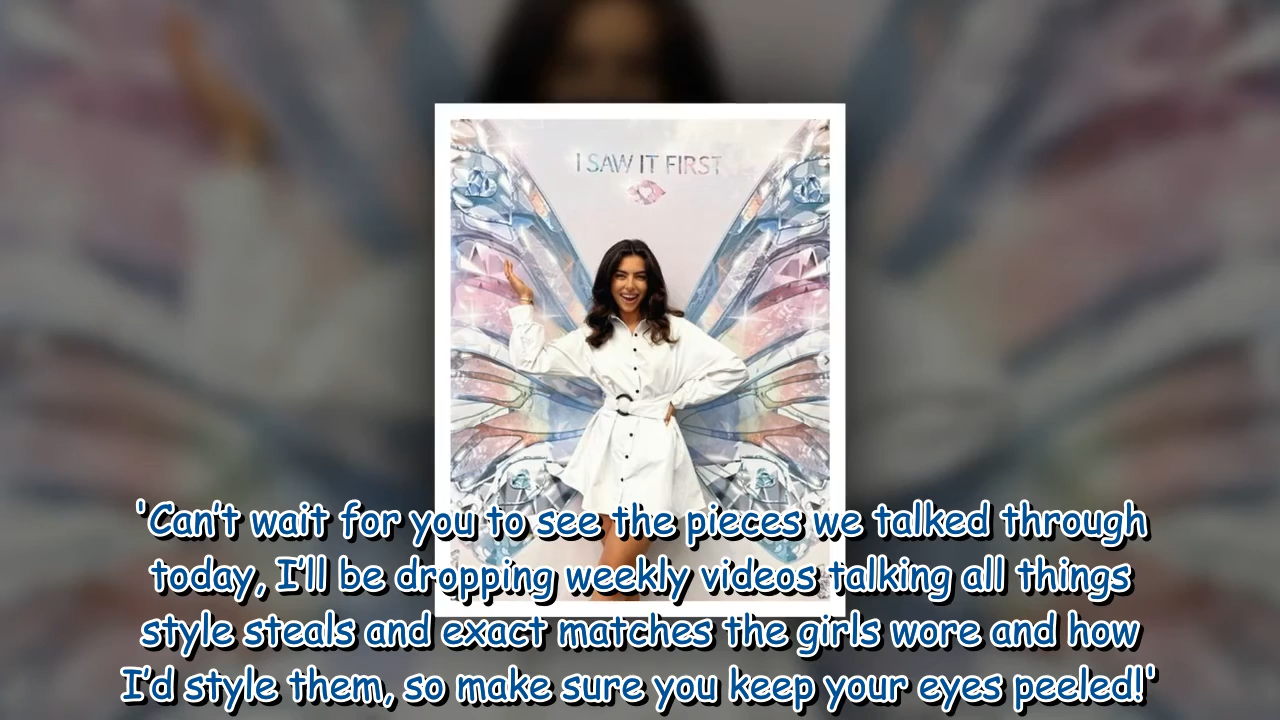 I SAW IT FIRST
'Can't wait for you to see the pieces we talked through
today, I'll be dropping weekly videos talking all things
style steals and exact matches the girls wore and how
I'd style them, so make sure you keep your eyes peeled!'